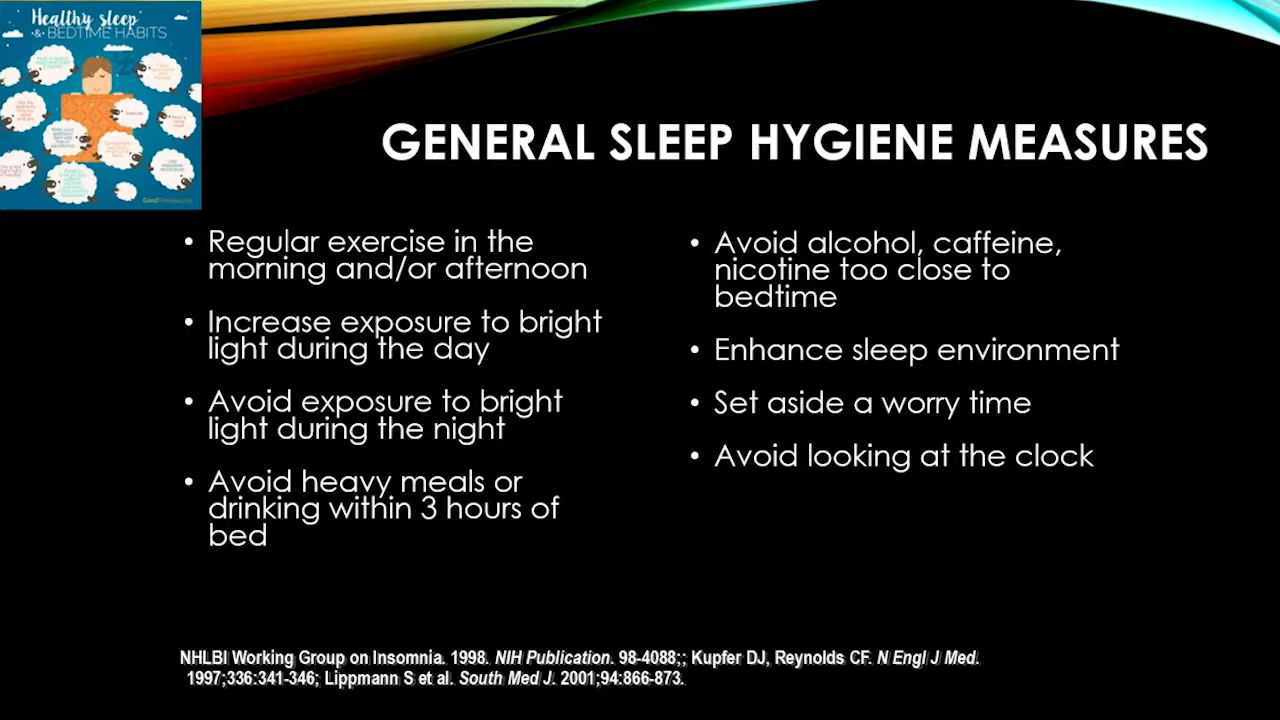 Healthy sleep
& BEDTIME HABITS
GENERAL SLEEP HYGIENE MEASURES
• Regular exercise in the
morning and/or afternoon
• Increase exposure to bright
light during the day
• Avoid exposure to bright
light during the night
• Avoid heavy meals or
drinking within 3 hours of
bed
• Avoid alcohol, caffeine,
nicotine too close to
bedtime
• Enhance sleep environment
• Set aside a worry time
• Avoid looking at the clock
NHLBI Working Group on Insomnia. 1998. NIH Publication. 98-4088;; Kupfer DJ, Reynolds CF. N Engl J Med.
1997;336:341-346; Lippmann S et al. South Med J. 2001;94:866-873.